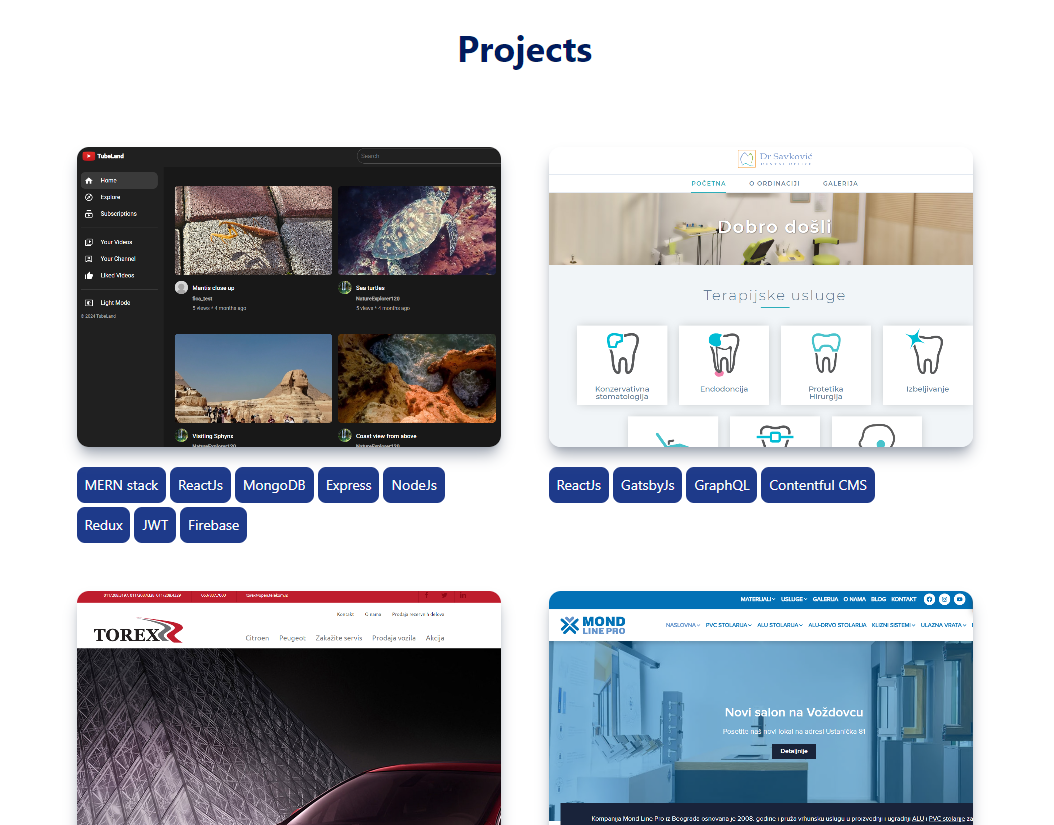 Projects
TubeLand
Search
Home
Explore
Subscriptions
Your Videos
Your Channel
Liked Videos
Light Mode
© 2024 TubeLand
Mantis close up
fica_test
5 views • 4 months ago
Sea turtles
NatureExplorer120
5 views • 4 months ago
Visiting Sphynx
NatureExplorer120
Coast view from above
NatureExplorer120
Dr Savković
DENTAL OFFICE
POČETNA O ORDINACIJI GALERIJA
Dobro došli
Terapijske usluge
Konzervativna
stomatologija
Endodoncija
Protetika
Hirurgija
Izbeljivanje
MERN stack ReactJs MongoDB Express NodeJs
Redux JWT Firebase
ReactJs GatsbyJs GraphQL Contentful CMS
Kontakt O nama Prodaja rezervnih delova
TOREX
Citroen Peugeot Zakažite servis Prodaja vozila Akcija
MATERIJALI USLUGE GALERIJA O NAMA BLOG KONTAKT
MOND
LINE PRO
NASLOVNA PVC STOLARIJA ALU STOLARIJA ALU-DRVO STOLARIJA KLIZNI SISTEMI ULAZNA VRATA
Novi salon na Voždovcu
Posetite naš novi lokal na adresi Ustanička 81
Detaljnije
Kompanija Mond Line Pro iz Beograda osnovana je 2008. godine i pruža vrhunsku uslugu u proizvodnji i ugradnji ALU i PVC stolarije za